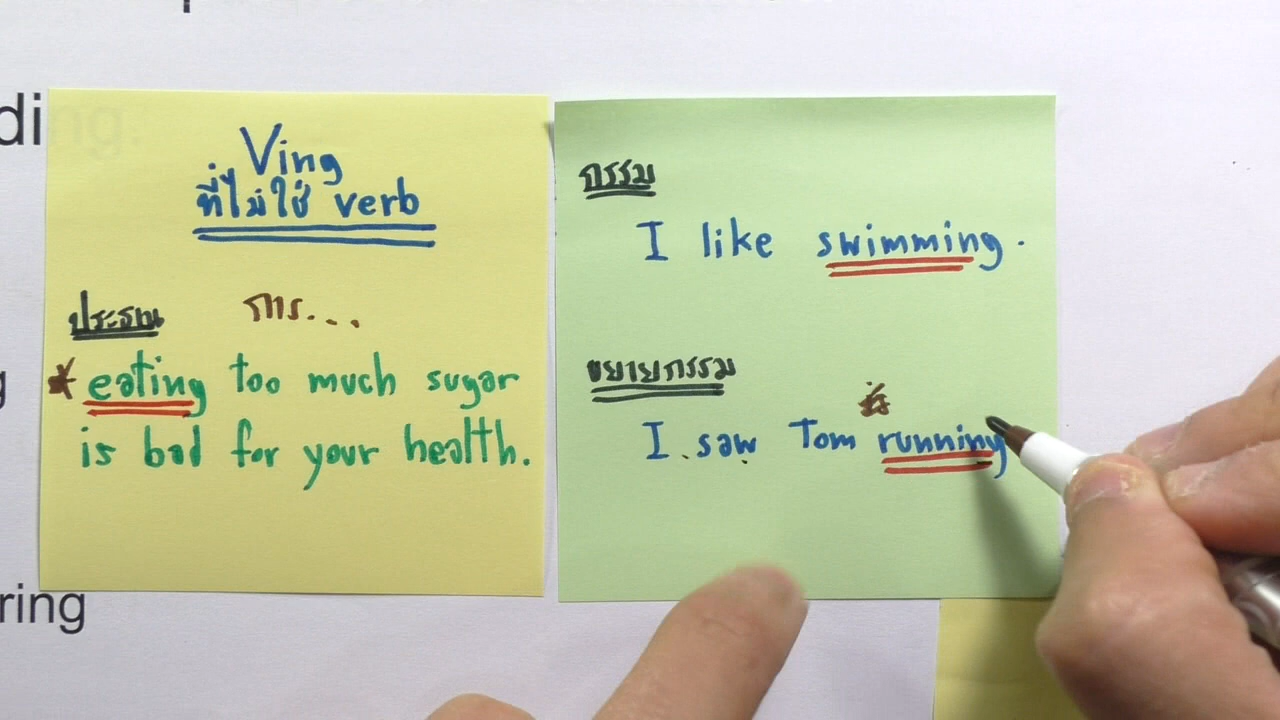 ding.
Ving
ที่ไม่ใช่ verb
ประธาน
การ...
eating too much sugar
is bad for your health.
กรรม
I like swimming.
ขยายกรรม
I saw Tom running
ring